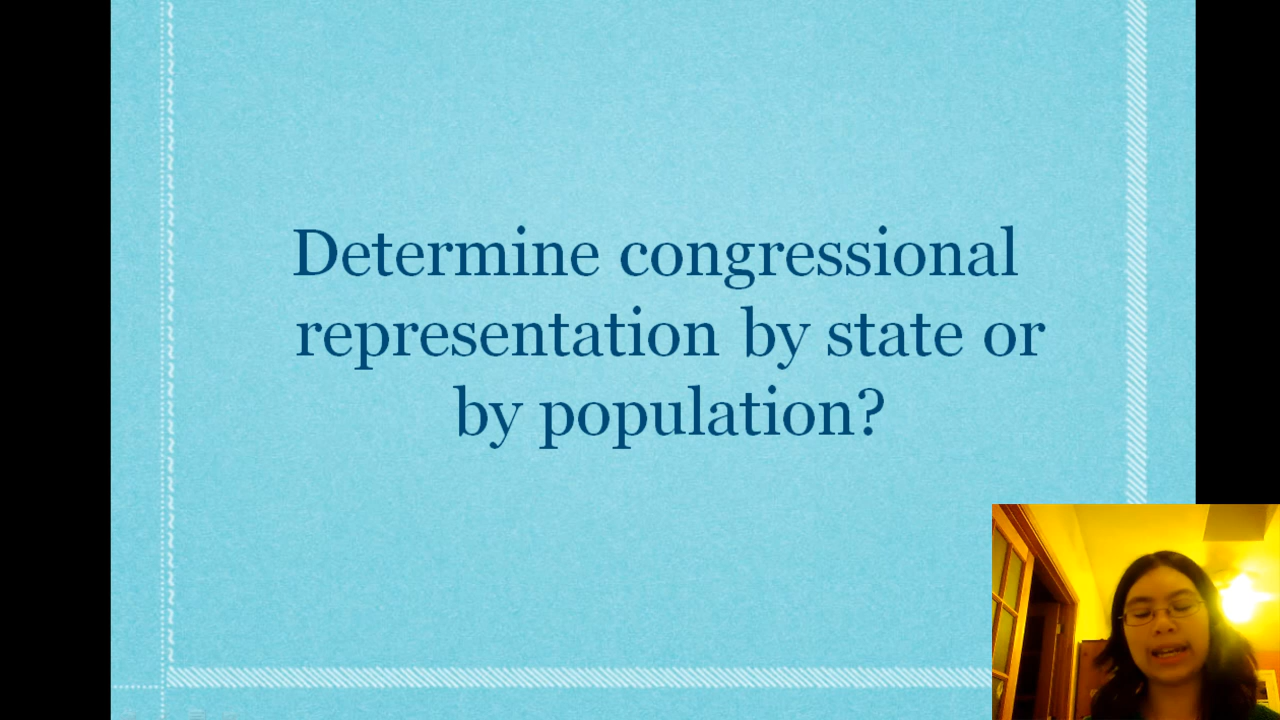 Determine congressional
representation by state or
by population?